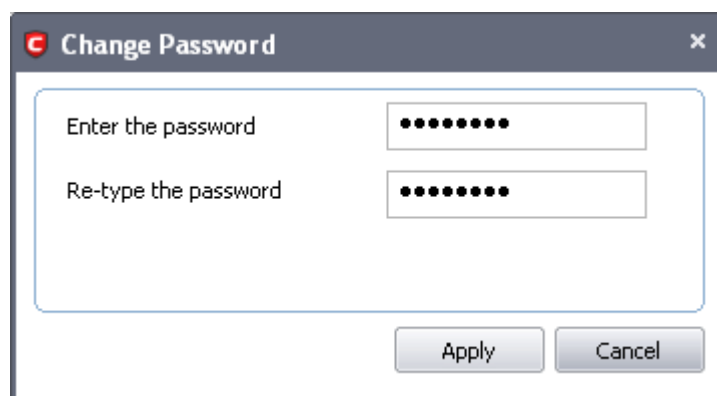 Change Password
Enter the password ••••••••
Re-type the password ••••••••
Apply Cancel